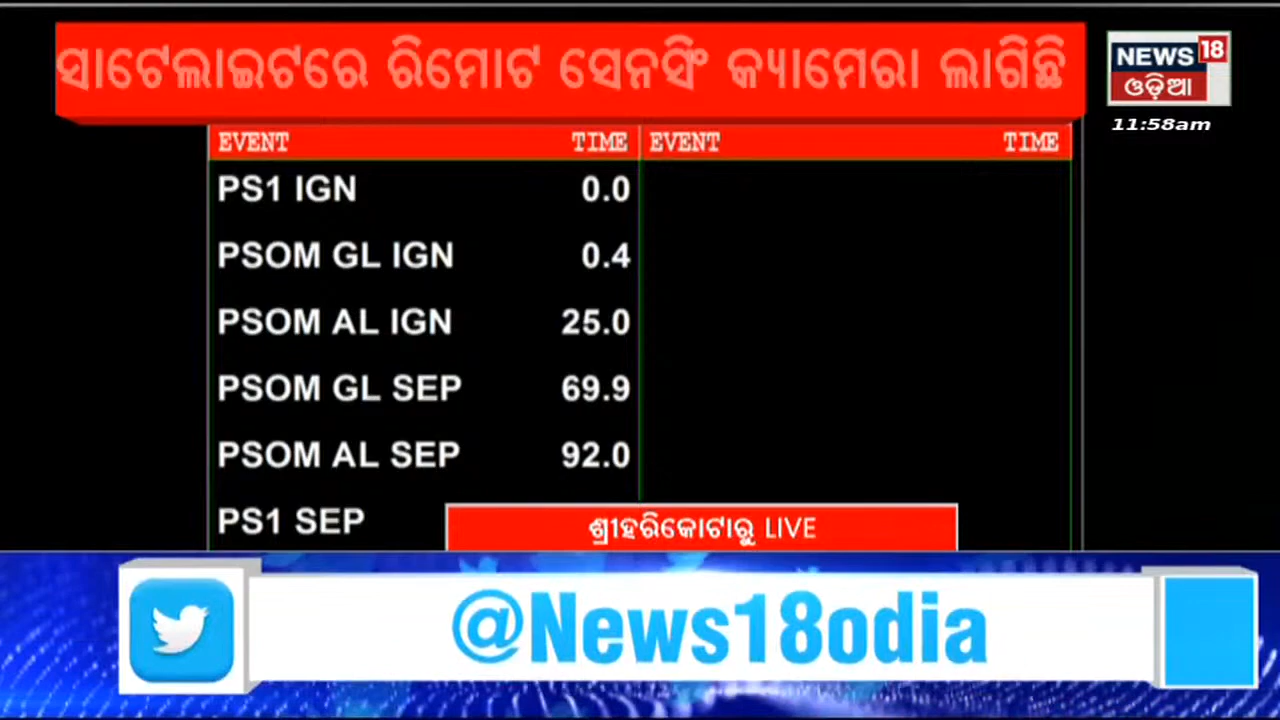 ସାଟେଲାଇଟରେ ରିମୋଟ ସେନସିଂ କ୍ୟାମେରା ଲାଗିଛି
NEWS 18
ଓଡ଼ିଆ
11:58am
EVENT TIME EVENT TIME
PS1 IGN 0.0
PSOM GL IGN 0.4
PSOM AL IGN 25.0
PSOM GL SEP 69.9
PSOM AL SEP 92.0
PS1 SEP
ଶ୍ରୀହରିକୋଟାରୁ LIVE
@News18odia